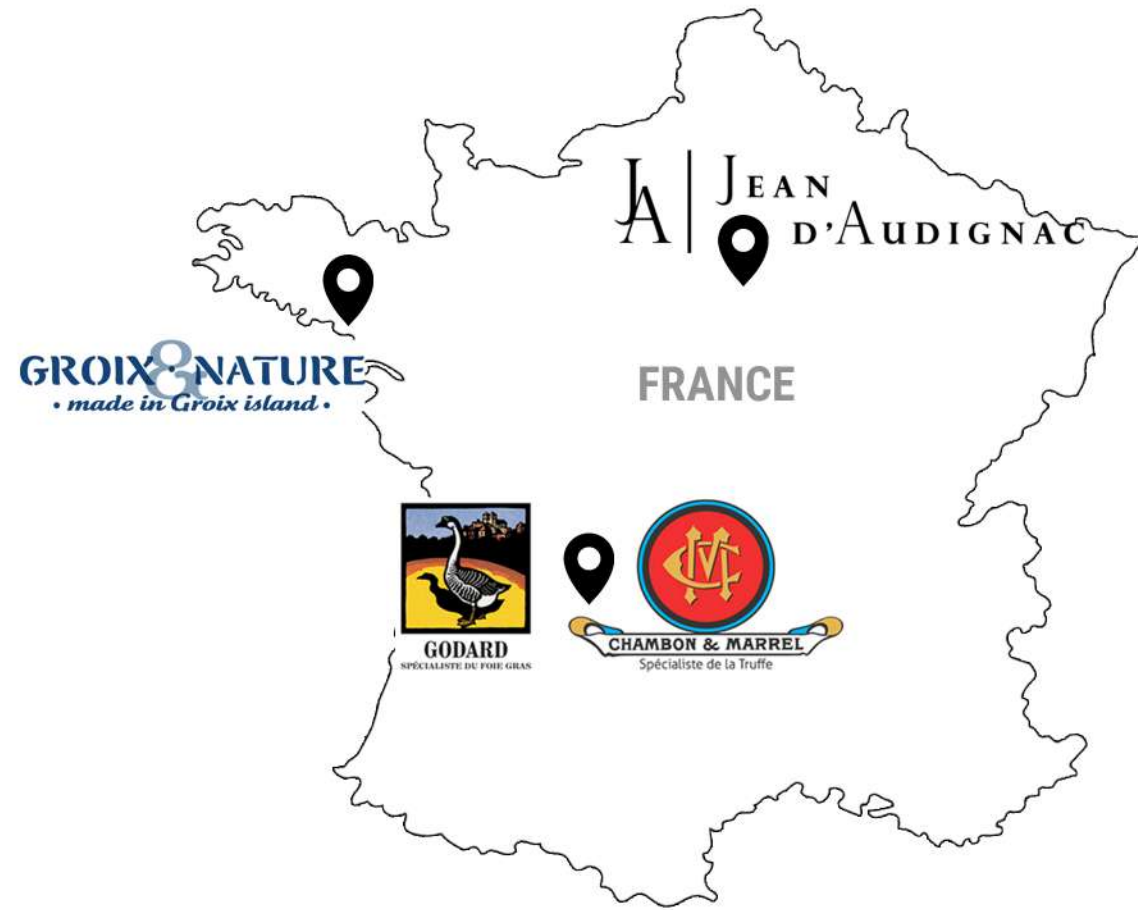 JA JEAN
D'AUDIGNAC
GROIX & NATURE
• made in Groix island •
FRANCE
GODARD
SPÉCIALISTE DU FOIE GRAS
CM
CHAMBON & MARREL
Spécialiste de la Truffe